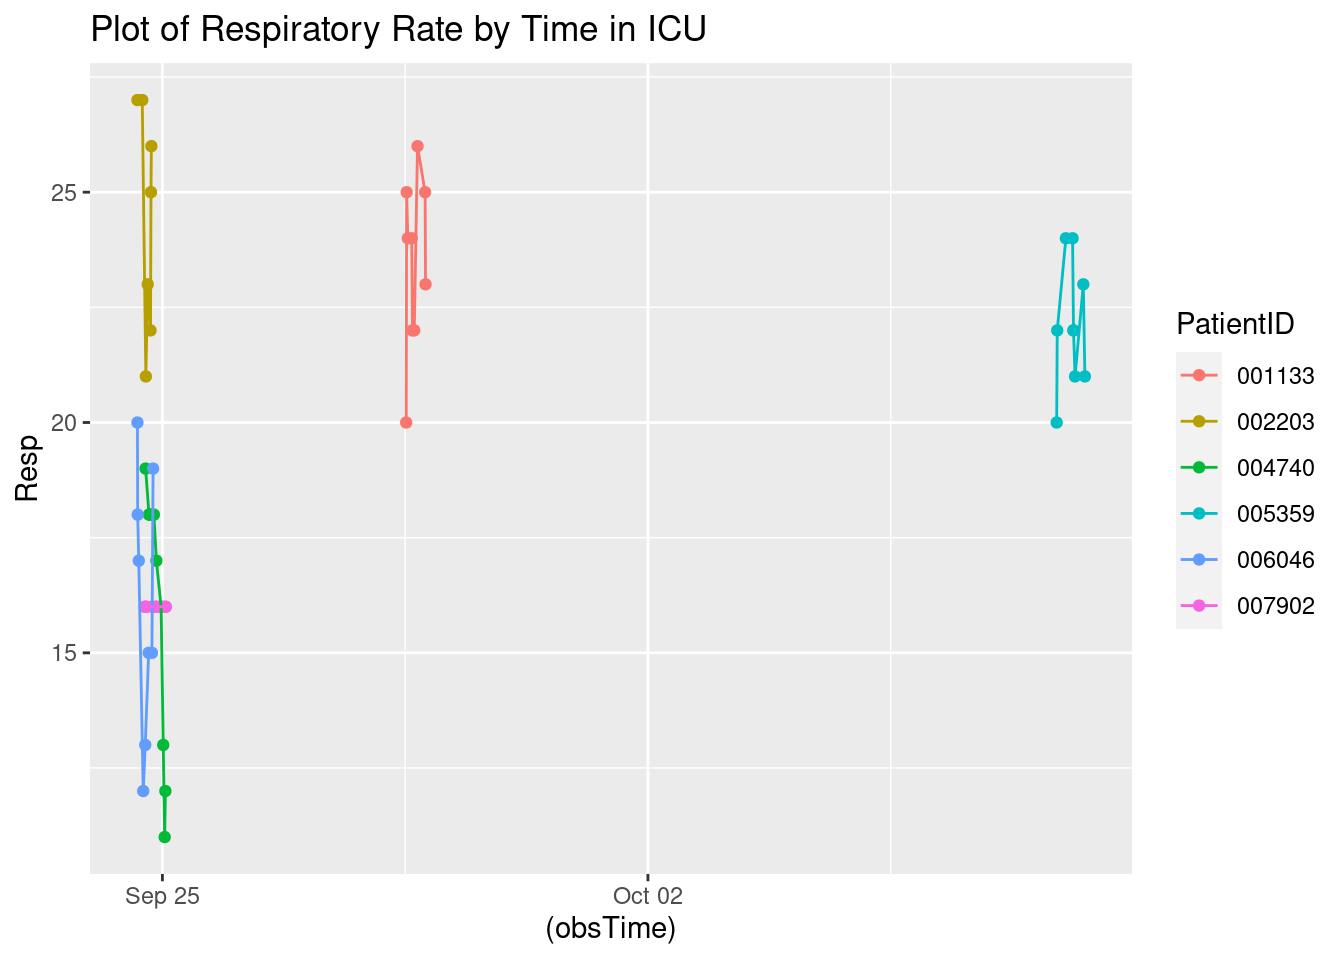 Plot of Respiratory Rate by Time in ICU
25
20
15
Resp
Sep 25
Oct 02
(obsTime)
PatientID
001133
002203
004740
005359
006046
007902